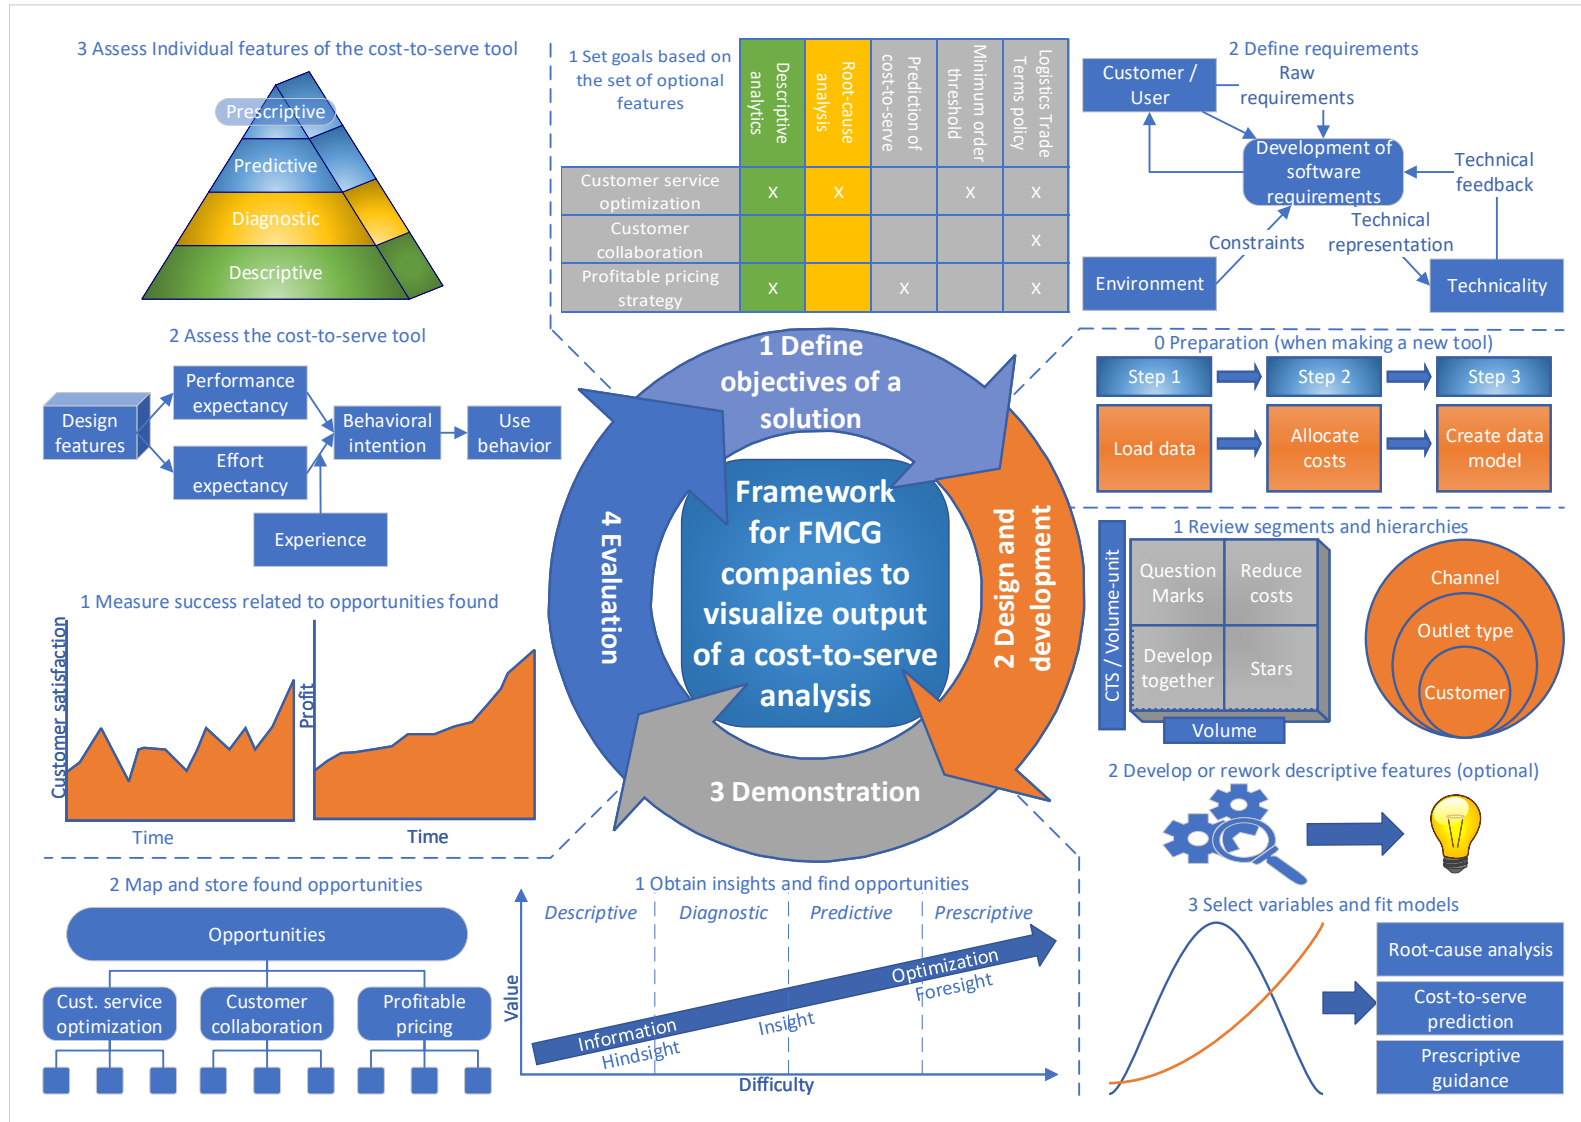 3 Assess Individual features of the cost-to-serve tool
Prescriptive
Predictive
Diagnostic
Descriptive
1 Set goals based on
the set of optional
features
Descriptive
analytics
Root-cause
analysis
Prediction of
cost-to-serve
Minimum order
threshold
Logistics Trade
Terms policy
Customer service
optimization
X
X
X
X
Customer
collaboration
X
Profitable pricing
strategy
X
X
X
2 Define requirements
Customer /
User
Raw
requirements
Development of
software
requirements
Technical
feedback
Technical
representation
Constraints
Environment
Technicality
2 Assess the cost-to-serve tool
Design
features
Performance
expectancy
Effort
expectancy
Behavioral
intention
Use
behavior
Experience
0 Preparation (when making a new tool)
Step 1
Step 2
Step 3
Load data
Allocate
costs
Create data
model
1 Define
objectives of a
solution
2 Design and
development
3 Demonstration
4 Evaluation
Framework
for FMCG
companies to
visualize output
of a cost-to-serve
analysis
1 Review segments and hierarchies
CTS / Volume-unit
Question
Marks
Reduce
costs
Develop
together
Stars
Volume
Channel
Outlet type
Customer
1 Measure success related to opportunities found
Customer satisfaction
Time
Profit
Time
2 Develop or rework descriptive features (optional)
2 Map and store found opportunities
Opportunities
Cust. service
optimization
Customer
collaboration
Profitable
pricing
1 Obtain insights and find opportunities
Descriptive
Diagnostic
Predictive
Prescriptive
Value
Information
Hindsight
Insight
Optimization
Foresight
Difficulty
3 Select variables and fit models
Root-cause analysis
Cost-to-serve
prediction
Prescriptive
guidance